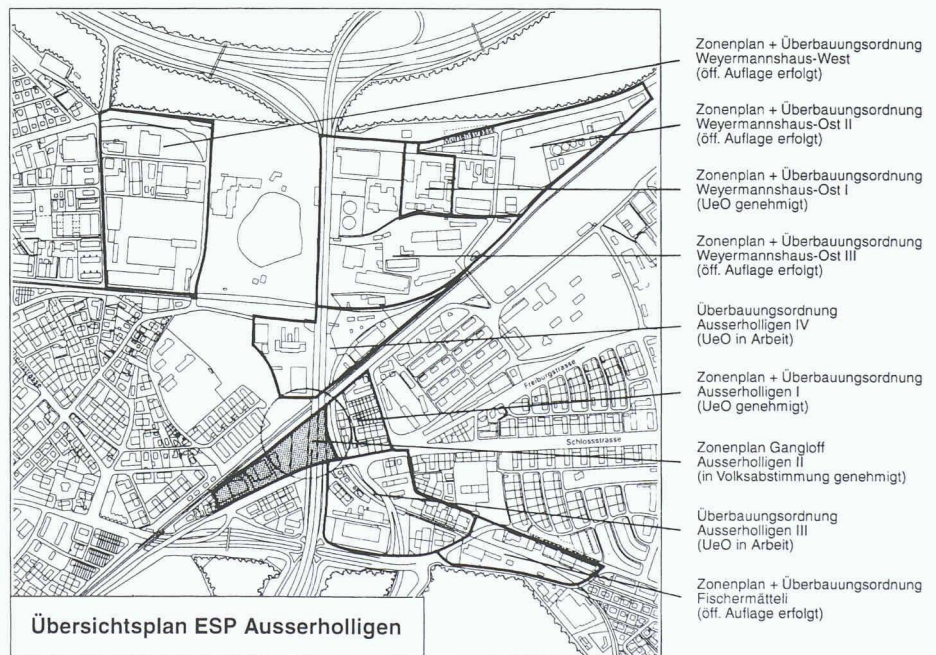 Zonenplan + Überbauungsordnung
Weyermannshaus-West
(öff. Auflage erfolgt)
Zonenplan + Überbauungsordnung
Weyermannshaus-Ost II
(öff. Auflage erfolgt)
Zonenplan + Überbauungsordnung
Weyermannshaus-Ost I
(UeO genehmigt)
Zonenplan + Überbauungsordnung
Weyermannshaus-Ost III
(öff. Auflage erfolgt)
Überbauungsordnung
Ausserholligen IV
(UeO in Arbeit)
Zonenplan + Überbauungsordnung
Ausserholligen I
(UeO genehmigt)
Zonenplan Gangloff
Ausserholligen II
(in Volksabstimmung genehmigt)
Überbauungsordnung
Ausserholligen III
(UeO in Arbeit)
Zonenplan + Überbauungsordnung
Fischermätteli
(öff. Auflage erfolgt)
Freiburgstrasse
Schlossstrasse
Übersichtsplan ESP Ausserholligen